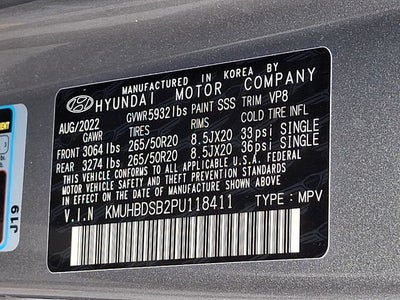 MANUFACTURED IN KOREA BY
HYUNDAI MOTOR COMPANY
AUG/2022 GVWR5932lbs PAINT SSS TRIM VP8
GAWR TIRES RIMS COLD TIRE INFL
FRONT 3064lbs 265/50R20 8.5JX20 33psi SINGLE
REAR 3274lbs 265/50R20 8.5JX20 36psi SINGLE
THIS VEHICLE CONFORMS TO ALL APPLICABLE U.S.A. FEDERAL
MOTOR VEHICLE SAFETY AND THEFT PREVENTION STANDARDS
IN EFFECT ON THE DATE OF MANUFACTURE SHOWN ABOVE.
V.I.N KMUHBDSB2PU118411 TYPE : MPV
J19